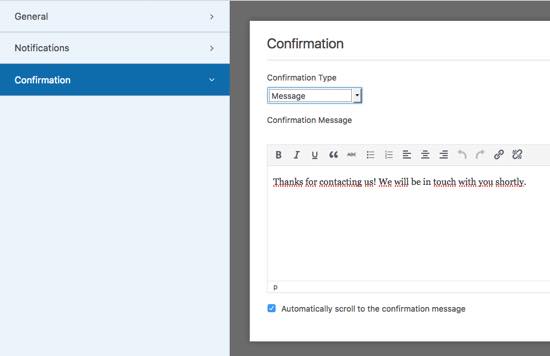 General
Notifications
Confirmation
Confirmation
Confirmation Type
Message
Confirmation Message
B I U ABC
Thanks for contacting us! We will be in touch with you shortly.
p
Automatically scroll to the confirmation message